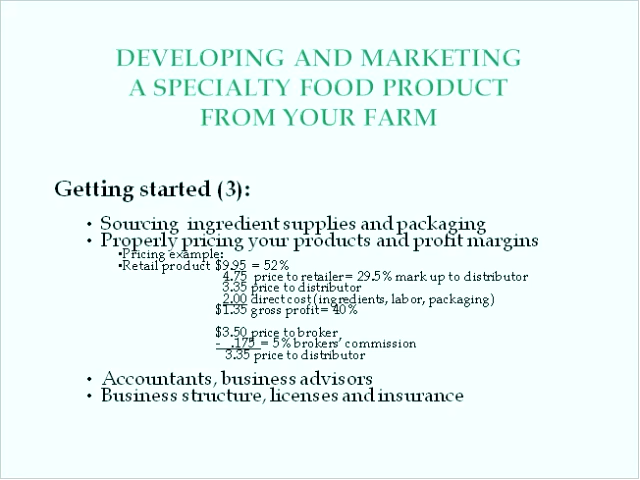 DEVELOPING AND MARKETING
A SPECIALTY FOOD PRODUCT
FROM YOUR FARM
Getting started (3):
• Sourcing ingredient supplies and packaging
• Properly pricing your products and profit margins
•Pricing example:
•Retail product $9.95 = 52%
4.75 price to retailer= 29.5% mark up to distributor
3.35 price to distributor
2.00 direct cost (ingredients, labor, packaging)
$1.35 gross profit= 40%
$3.50 price to broker
- .175 = 5% brokers' commission
3.35 price to distributor
• Accountants, business advisors
• Business structure, licenses and insurance